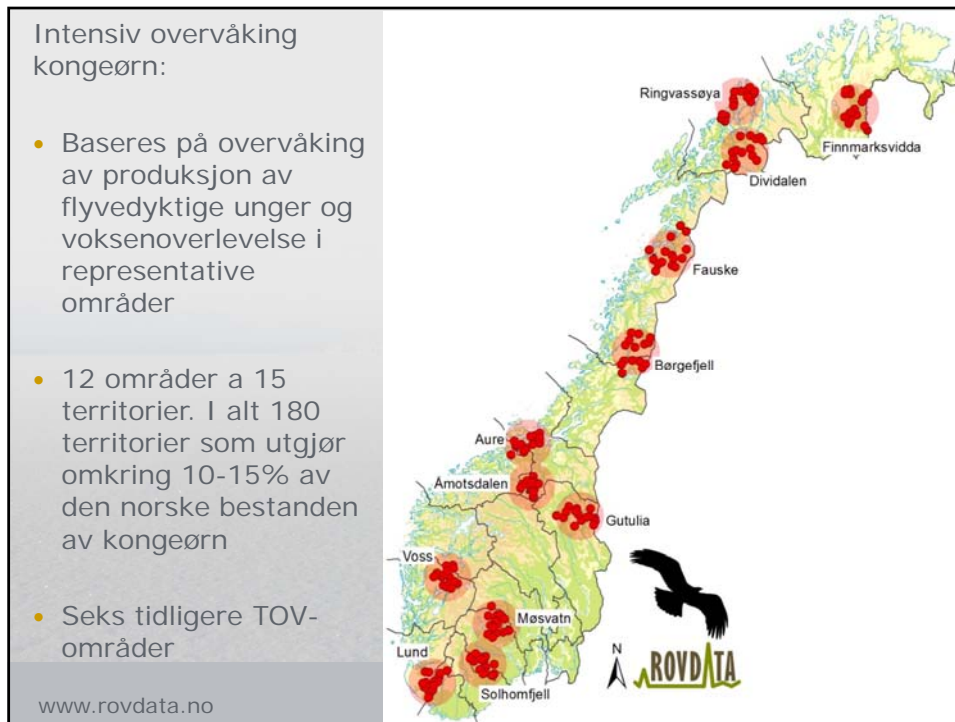 Intensiv overvåking
kongeørn:
• Baseres på overvåking
av produksjon av
flyvedyktige unger og
voksenoverlevelse i
representative
områder
• 12 områder a 15
territorier. I alt 180
territorier som utgjør
omkring 10-15% av
den norske bestanden
av kongeørn
• Seks tidligere TOV-
områder
www.rovdata.no
Ringvassøya
Finnmarksvidda
Dividalen
Fauske
Børgefjell
Aure
Åmotsdalen
Gutulia
Voss
Møsvatn
Lund
Solhomfjell
N
ROVDATA